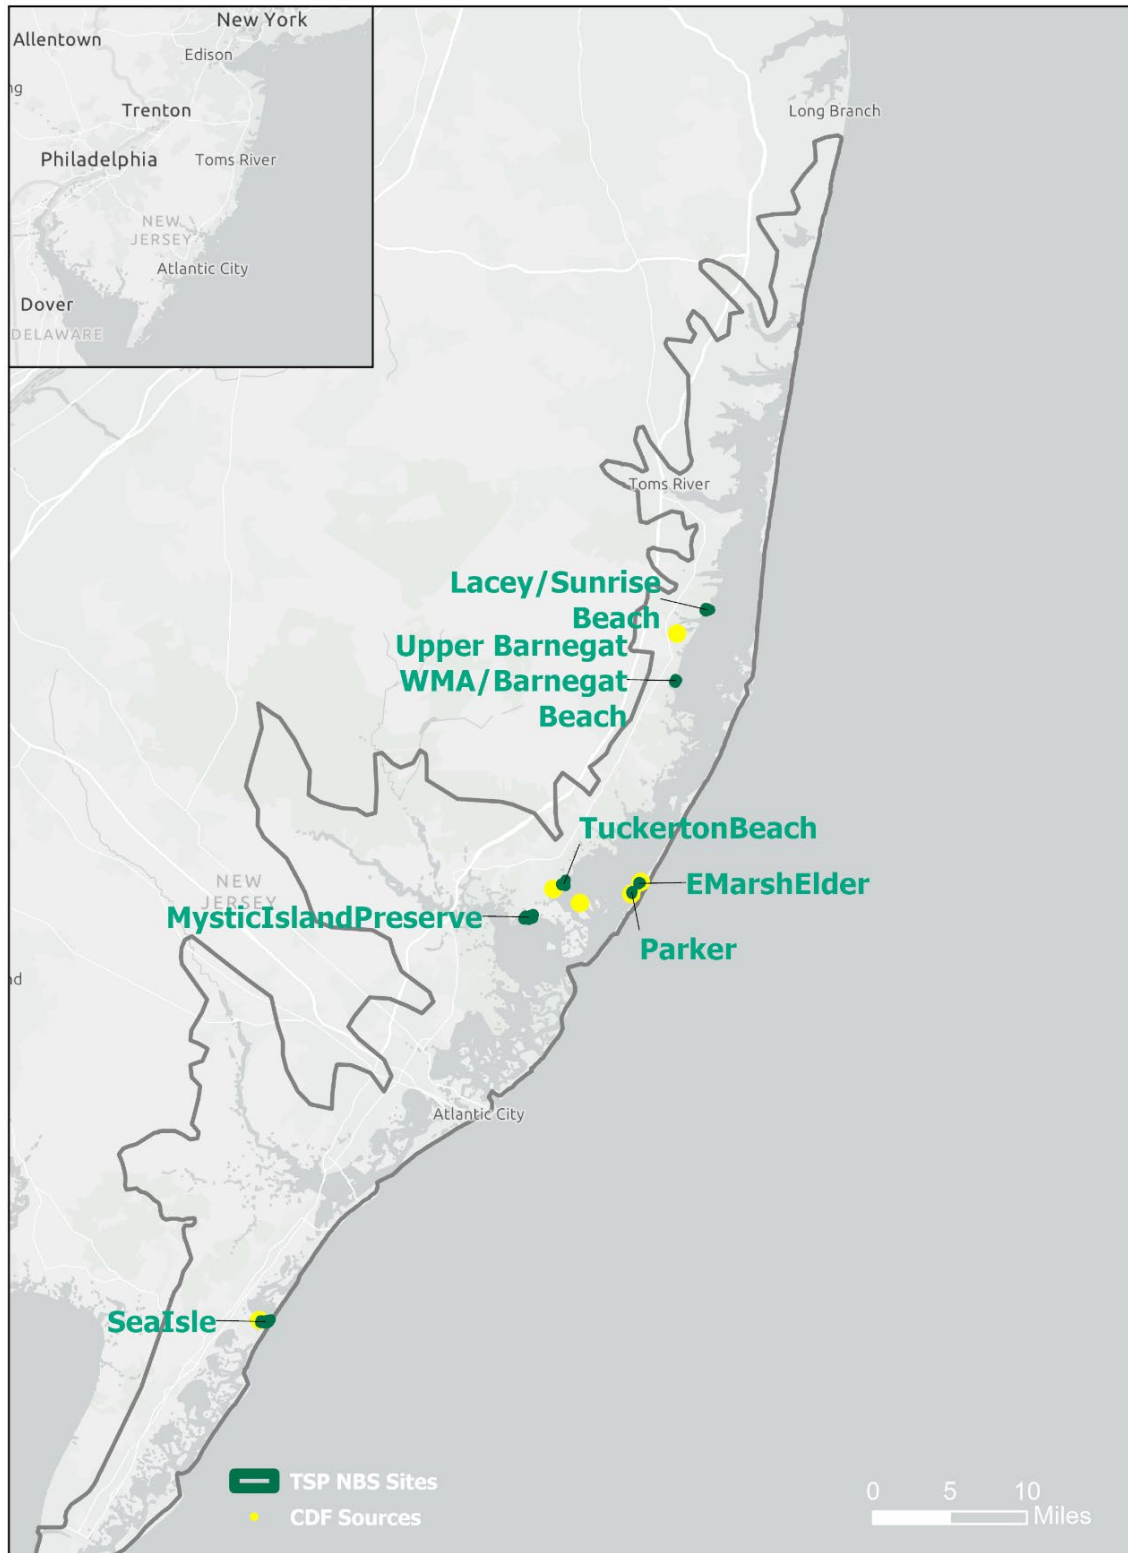 New York
Allentown
Edison
ng
Trenton
Philadelphia
Toms River
NEW
JERSEY
Atlantic City
Dover
DELAWARE
Long Branch
Toms River
Lacey/Sunrise
Beach
Upper Barnegat
WMA/Barnegat
Beach
TuckertonBeach
EMarshElder
NEW
JERSEY
MysticIslandPreserve
Parker
Atlantic City
SeaIsle
TSP NBS Sites
CDF Sources
0 5 10
Miles